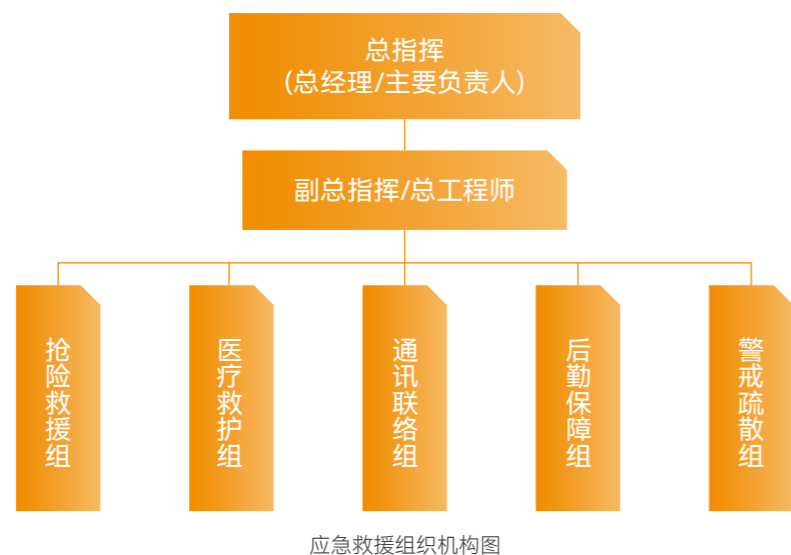 总指挥
(总经理/主要负责人)
副总指挥/总工程师
抢险救援组
医疗救护组
通讯联络组
后勤保障组
警戒疏散组
应急救援组织机构图